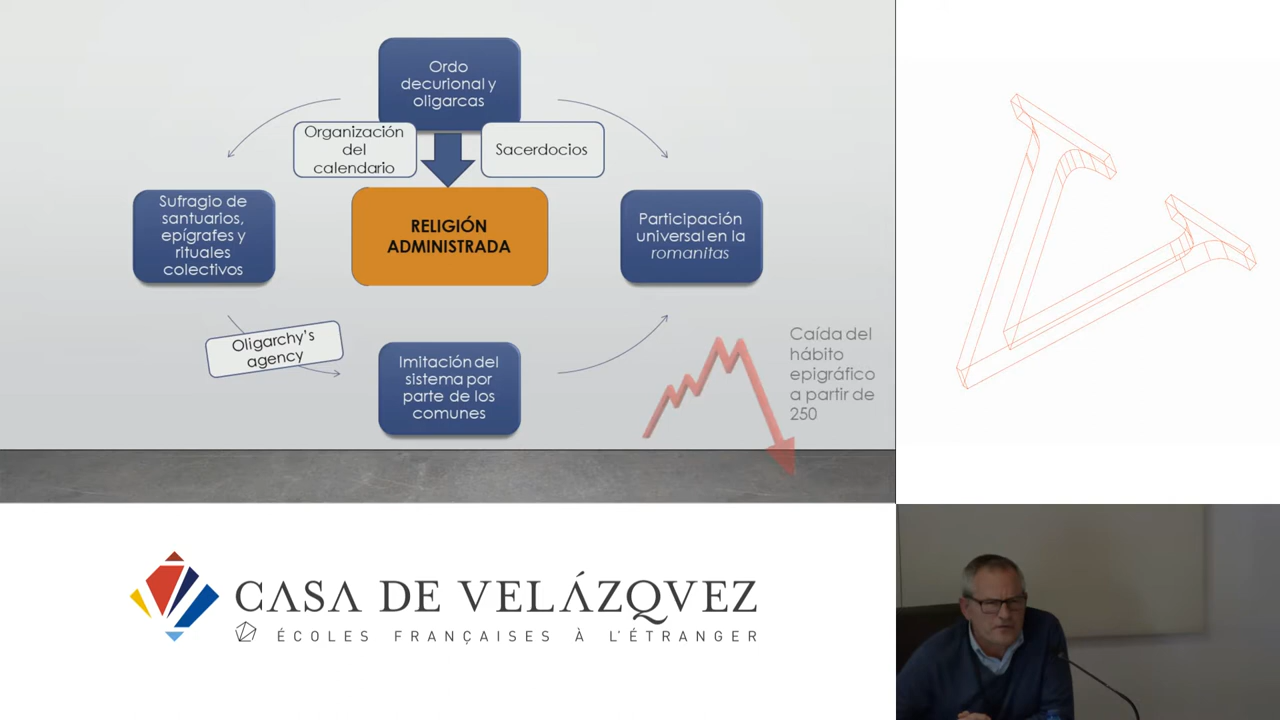 Ordo
decurional y
oligarcas
Organización
del
calendario
Sacerdocios
Sufragio de
santuarios,
epígrafes y
rituales
colectivos
RELIGIÓN
ADMINISTRADA
Participación
universal en la
romanitas
Oligarchy's
agency
Imitación del
sistema por
parte de los
comunes
Caída del
hábito
epigráfico
a partir de
250
CASA DE VELÁZQVEZ
ÉCOLES FRANÇAISES À L'ÉTRANGER